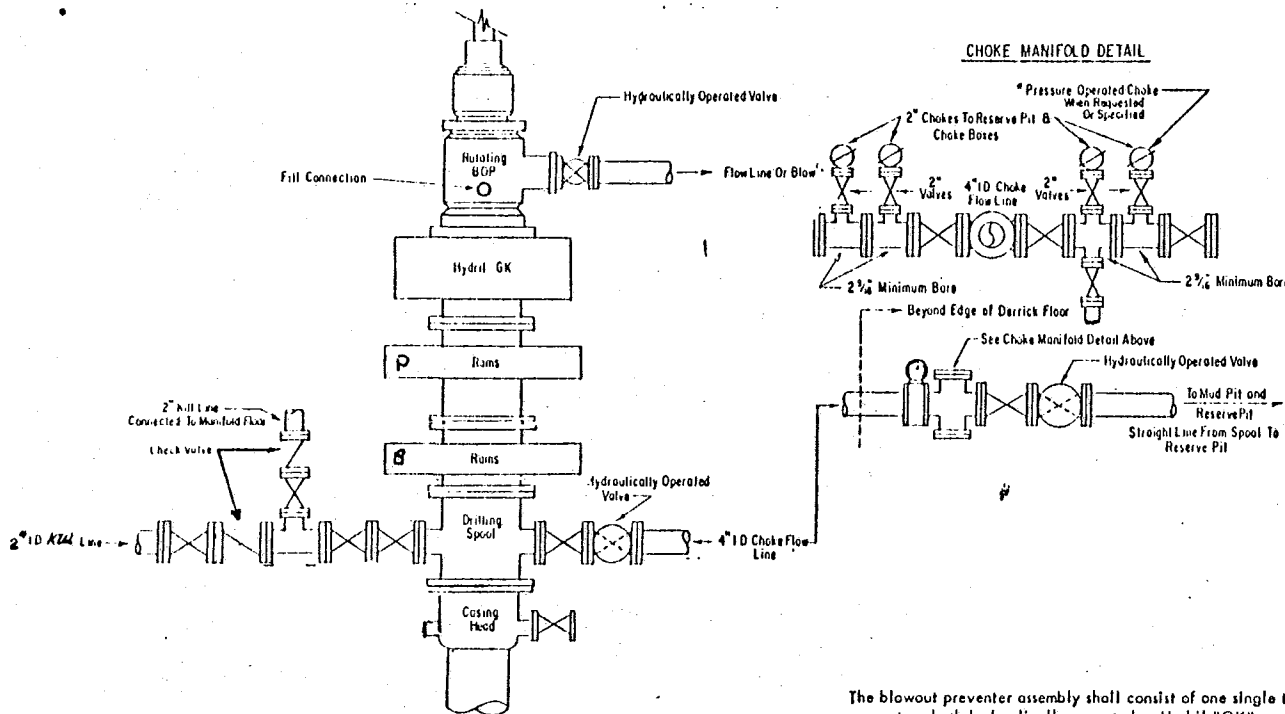 CHOKE MANIFOLD DETAIL
Hydraulically Operated Valve
* Pressure Operated Choke
When Requested
Or Specified
2" Chokes To Reserve Pit &
Choke Boxes
Rotating
BOP
Fill Connection
Flow Line Or
2"
Valves
4" ID Choke
Flow Line
2"
Valves
Hydril GK
2 9/16" Minimum Bore
2 9/16" Minimum Bore
Beyond Edge of Derrick Floor
See Choke Manifold Detail Above
P
Rams
Hydraulically Operated Valve
2" Kill Line
Connected To Manifold Floor
To Mud Pit and
Reserve Pit
Check Valve
B
Rams
Straight Line From Spool To
Reserve Pit
Hydraulically Operated
Valve
Drilling
Spool
2" ID Kill Line
4" ID Choke Flow
Line
Casing
Head
The blowout preventer assembly shall consist of one single